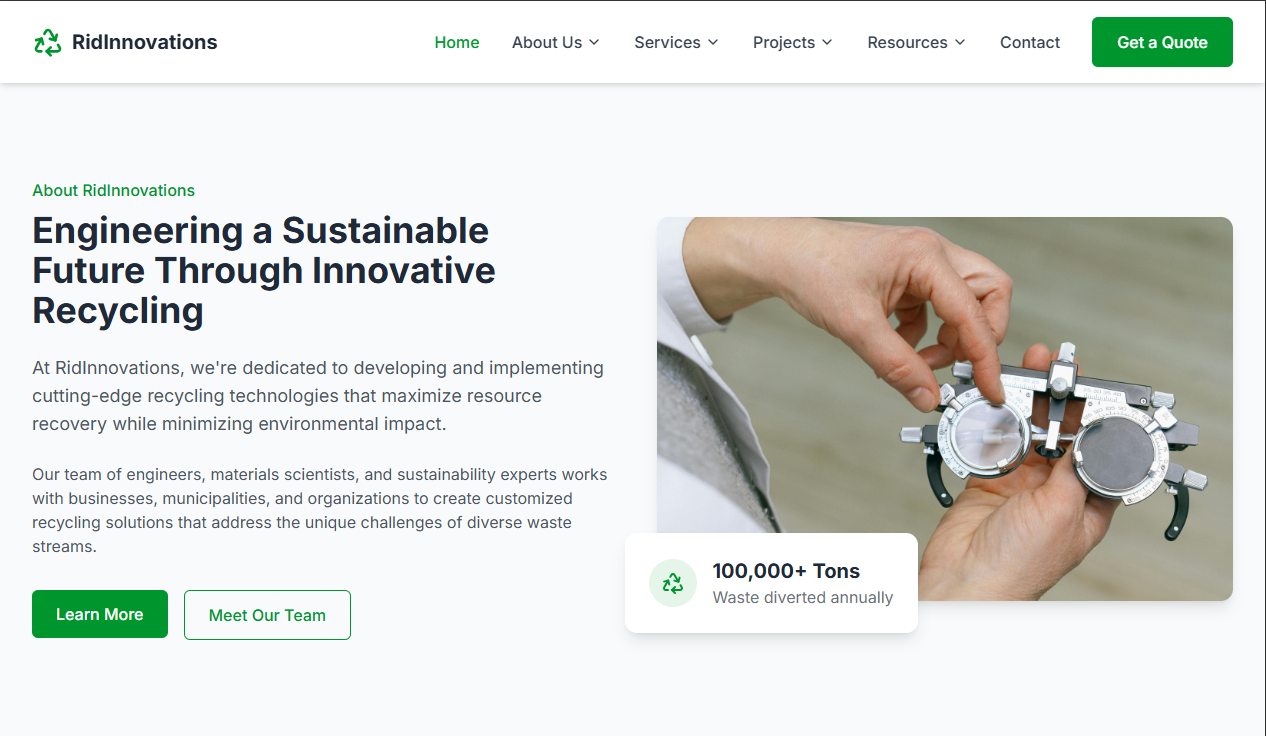 RidInnovations
Home
About Us
Services
Projects
Resources
Contact
Get a Quote
About RidInnovations
Engineering a Sustainable
Future Through Innovative
Recycling
At RidInnovations, we're dedicated to developing and implementing
cutting-edge recycling technologies that maximize resource
recovery while minimizing environmental impact.
Our team of engineers, materials scientists, and sustainability experts works
with businesses, municipalities, and organizations to create customized
recycling solutions that address the unique challenges of diverse waste
streams.
Learn More
Meet Our Team
100,000+ Tons
Waste diverted annually